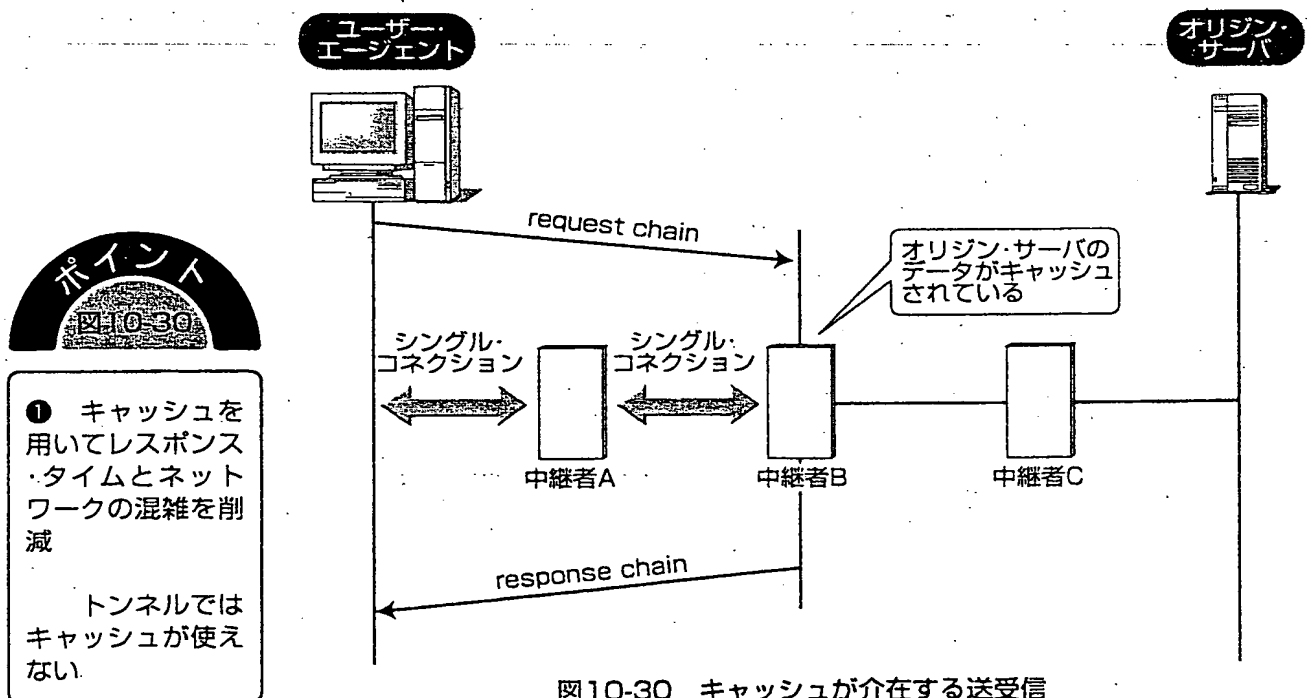 ユーザー・
エージェント
オリジン・
サーバ
request chain
オリジン・サーバの
データがキャッシュ
されている
ポイント
図10-30
シングル・
コネクション
シングル・
コネクション
❶ キャッシュを
用いてレスポンス
・タイムとネット
ワークの混雑を削
減
トンネルでは
キャッシュが使え
ない
中継者A
中継者B
中継者C
response chain
図10-30 キャッシュが介在する送受信